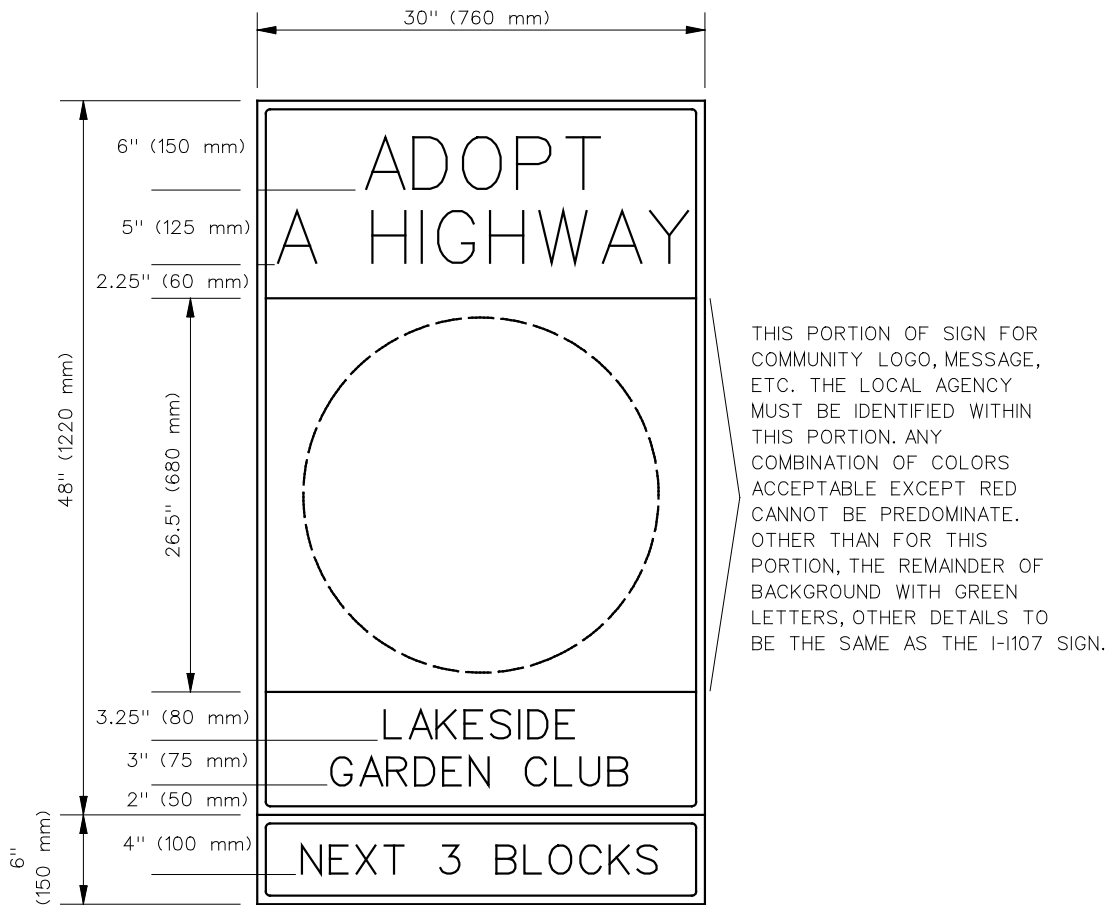 30" (760 mm)
6" (150 mm)
ADOPT
5" (125 mm)
A HIGHWAY
2.25" (60 mm)
48" (1220 mm)
26.5" (680 mm)
THIS PORTION OF SIGN FOR
COMMUNITY LOGO, MESSAGE,
ETC. THE LOCAL AGENCY
MUST BE IDENTIFIED WITHIN
THIS PORTION. ANY
COMBINATION OF COLORS
ACCEPTABLE EXCEPT RED
CANNOT BE PREDOMINATE.
OTHER THAN FOR THIS
PORTION, THE REMAINDER OF
BACKGROUND WITH GREEN
LETTERS, OTHER DETAILS TO
BE THE SAME AS THE I-I107 SIGN.
3.25" (80 mm)
LAKESIDE
3" (75 mm)
GARDEN CLUB
2" (50 mm)
6"
(150 mm)
4" (100 mm)
NEXT 3 BLOCKS